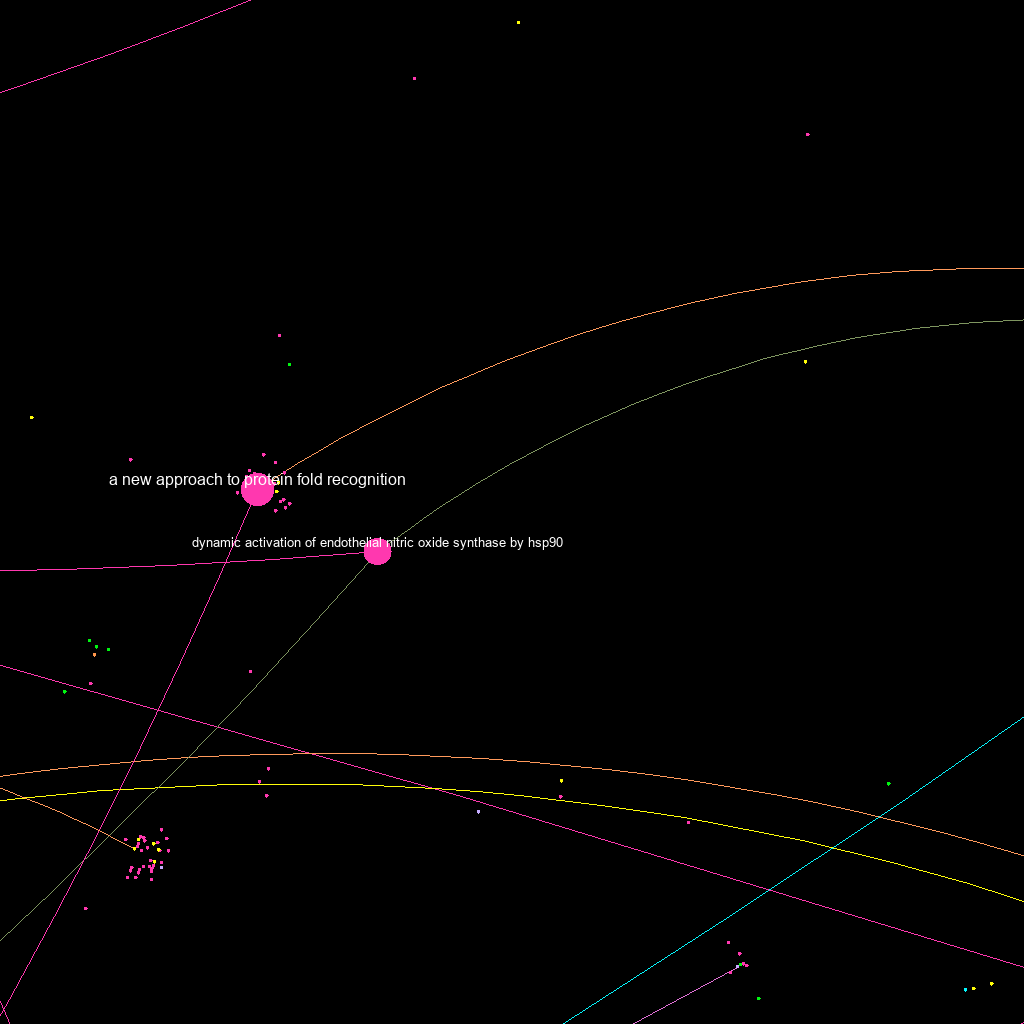 a new approach to protein fold recognition
dynamic activation of endothelial nitric oxide synthase by hsp90